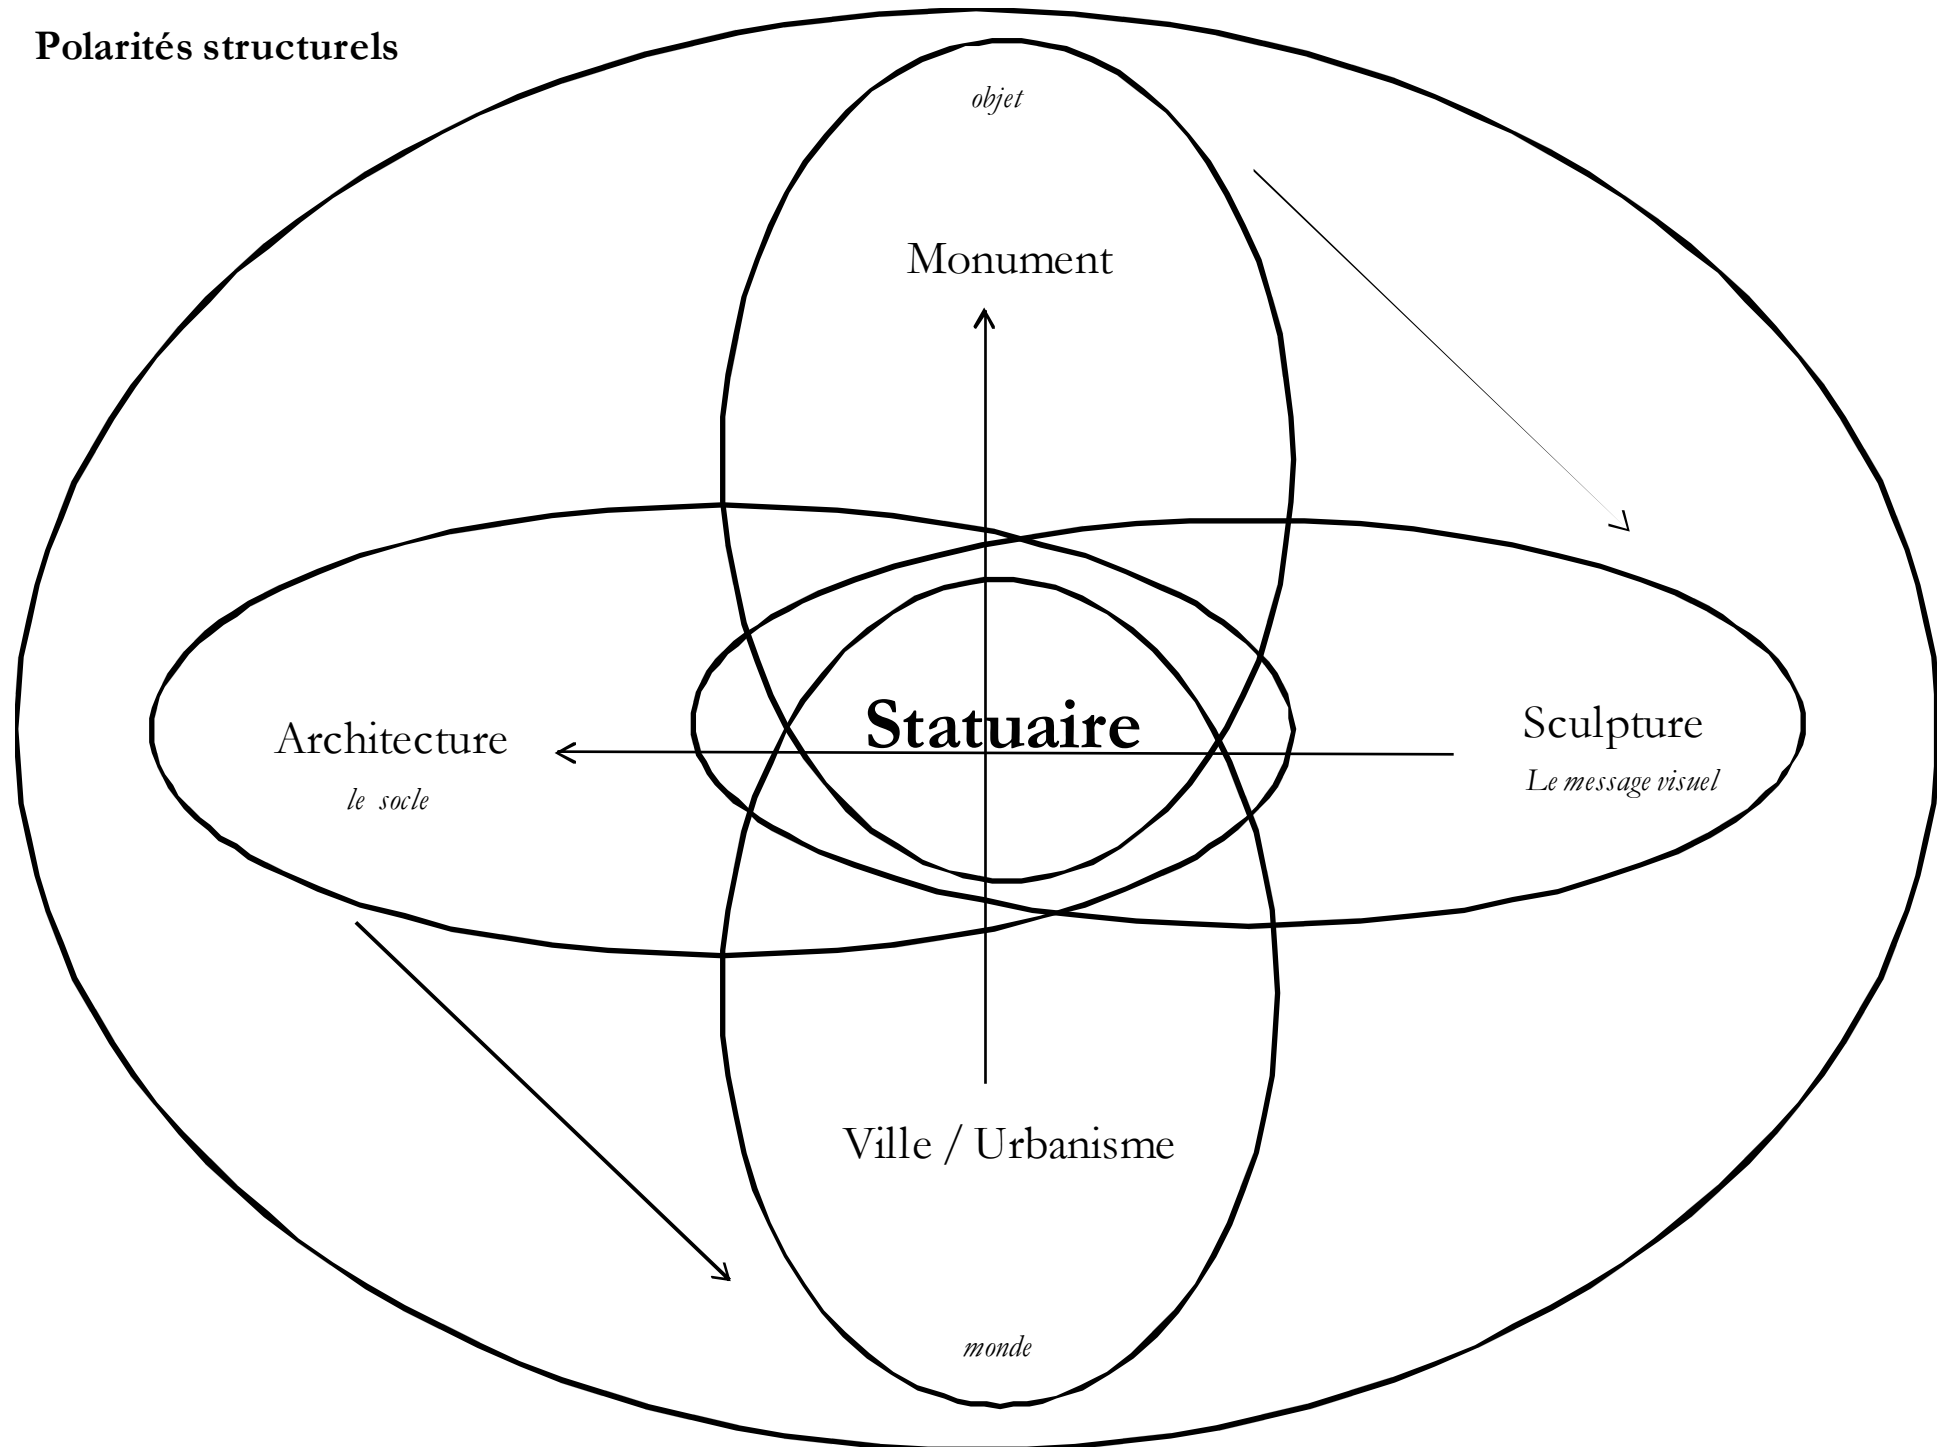 Polarités structurels
objet
Monument
Statuaire
Architecture
le socle
Sculpture
Le message visuel
Ville / Urbanisme
monde